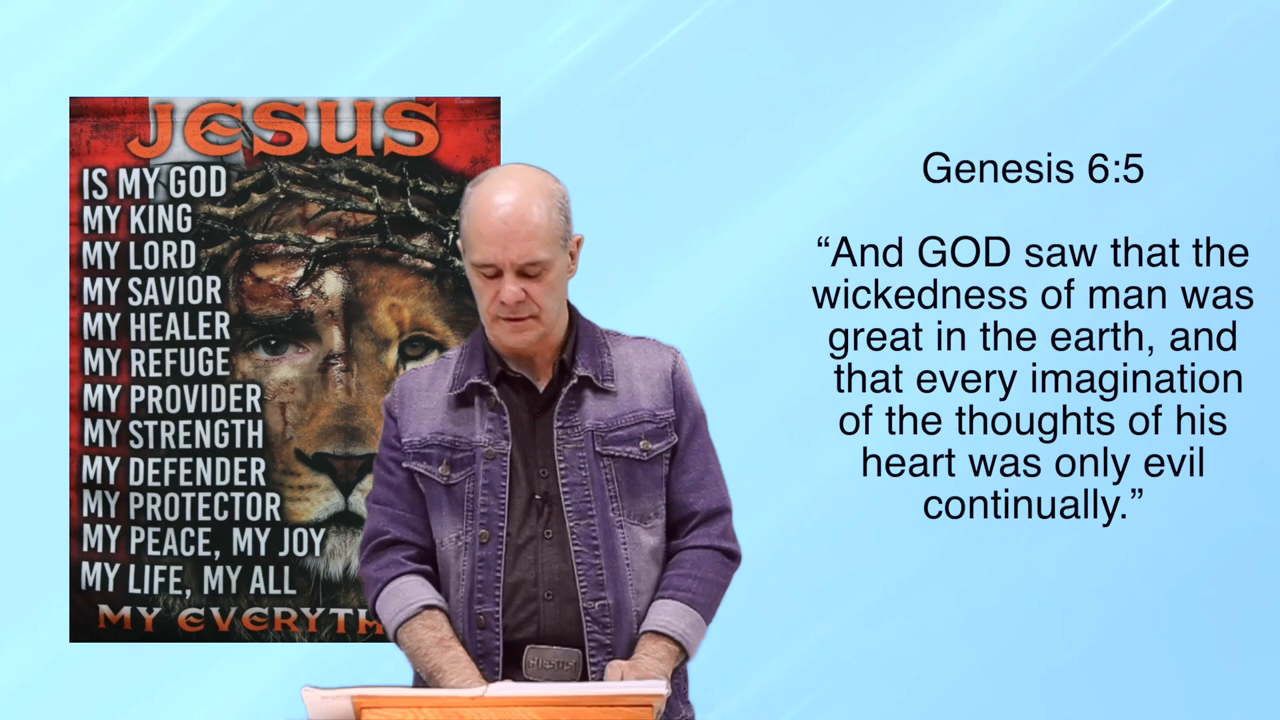 JESUS
IS MY GOD
MY KING
MY LORD
MY SAVIOR
MY HEALER
MY REFUGE
MY PROVIDER
MY STRENGTH
MY DEFENDER
MY PROTECTOR
MY PEACE, MY JOY
MY LIFE, MY ALL
MY EVERYTH
JESUS
Genesis 6:5
“And GOD saw that the
wickedness of man was
great in the earth, and
that every imagination
of the thoughts of his
heart was only evil
continually.”